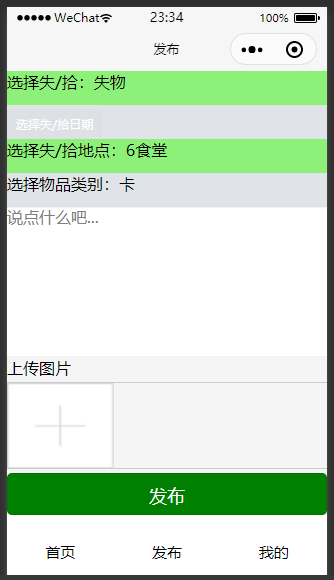 WeChat 23:34 100%
发布
选择失/拾：失物
选择失/拾日期
选择失/拾地点：6食堂
选择物品类别：卡
说点什么吧...
上传图片
发布
首页 发布 我的